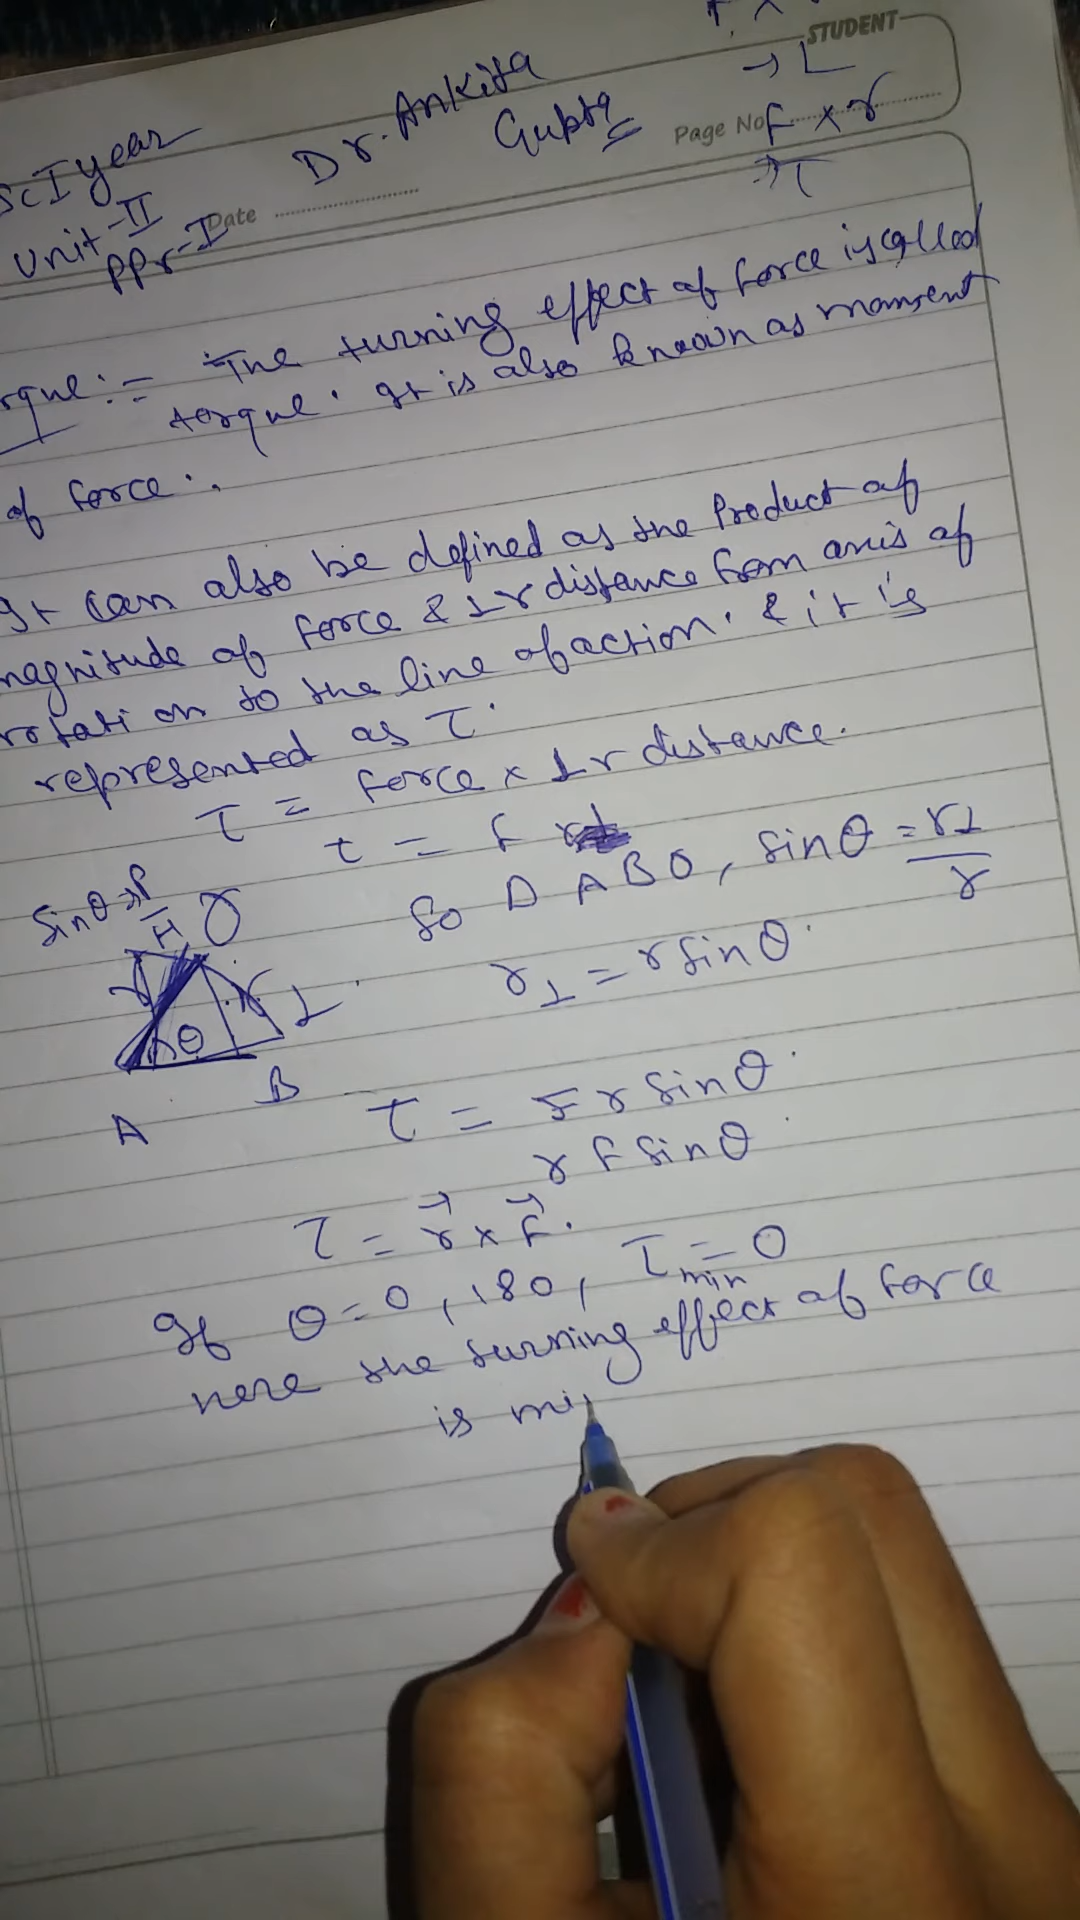 STUDENT
→ L
Dr. Ankita
Gupta
Page No.
F × r
→ τ
Sc I year
Unit-II
PPr-I
Date
rque:- The turning effect of force is called
torque. It is also known as moment
of force.
It can also be defined as the Product of
magnitude of force & ⊥r distance from axis of
rotation to the line of action. & it is
represented as τ.
τ = force × ⊥r distance.
τ = F
So Δ ABO, sinθ = r⊥/r
sinθ → P/H
O
r
r⊥
θ
A
B
r⊥ = r sinθ.
τ = F r sinθ.
r F sinθ.
τ = r⃗ × F⃗.
If θ = 0, 180, τmin = 0
here the turning effect of force
is mi